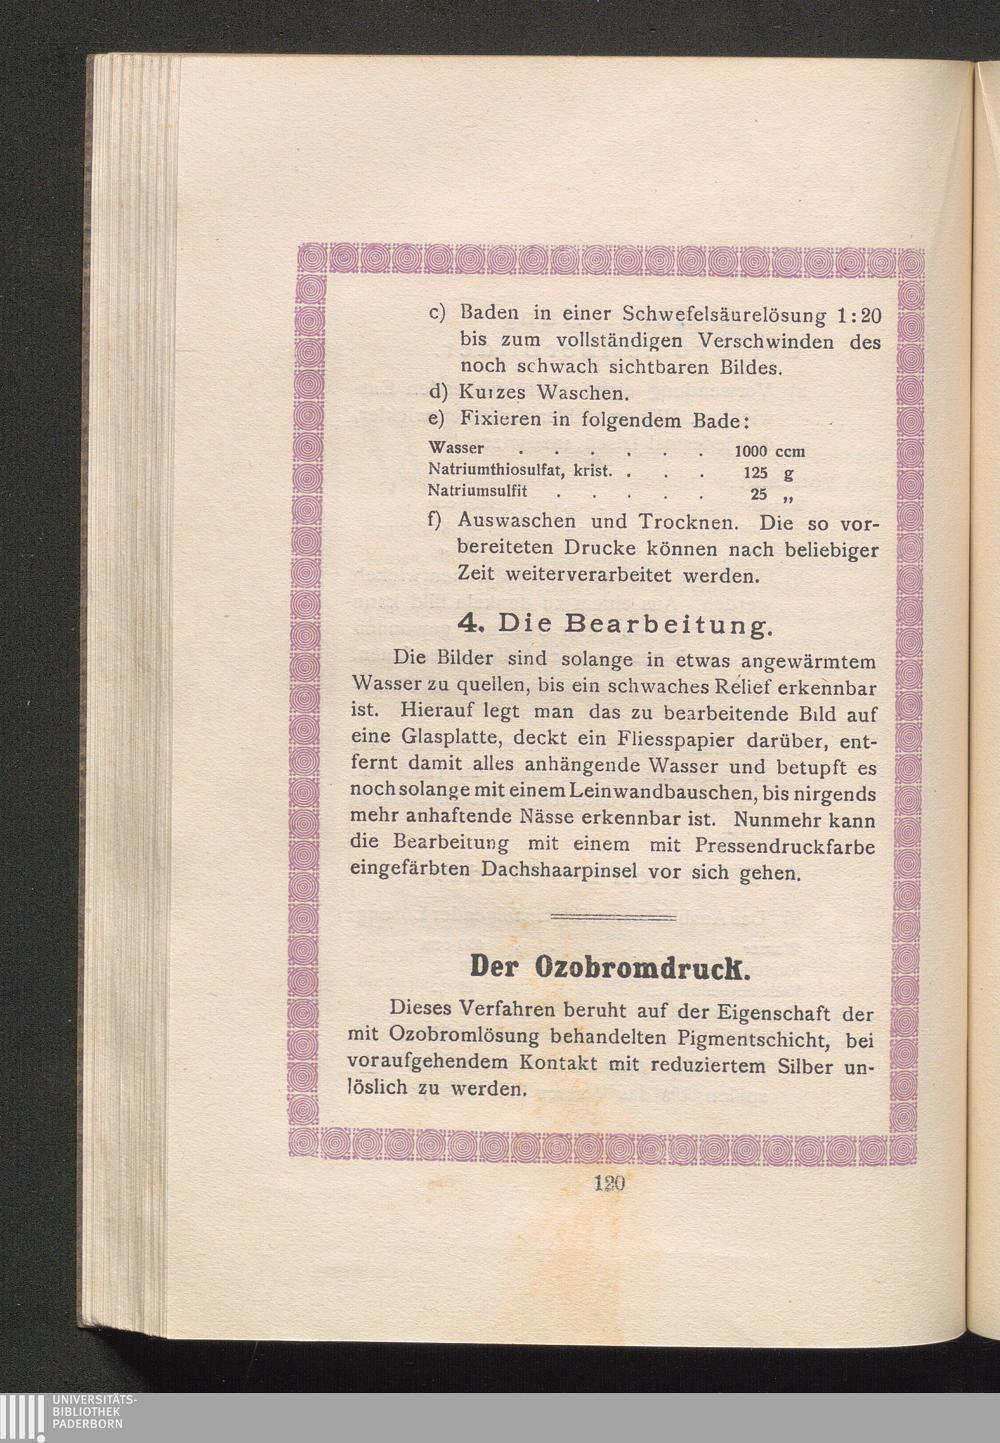 c) Baden in einer Schwefelsäurelösung 1:20
bis zum vollständigen Verschwinden des
noch schwach sichtbaren Bildes.
d) Kurzes Waschen.
e) Fixieren in folgendem Bade:
Wasser . . . . . . 1000 ccm
Natriumthiosulfat, krist. . . . 125 g
Natriumsulfit . . . . . 25 „
f) Auswaschen und Trocknen. Die so vor-
bereiteten Drucke können nach beliebiger
Zeit weiterverarbeitet werden.
4. Die Bearbeitung.
Die Bilder sind solange in etwas angewärmtem
Wasser zu quellen, bis ein schwaches Relief erkennbar
ist. Hierauf legt man das zu bearbeitende Bild auf
eine Glasplatte, deckt ein Fliesspapier darüber, ent-
fernt damit alles anhängende Wasser und betupft es
noch solange mit einem Leinwandbauschen, bis nirgends
mehr anhaftende Nässe erkennbar ist. Nunmehr kann
die Bearbeitung mit einem mit Pressendruckfarbe
eingefärbten Dachshaarpinsel vor sich gehen.
Der Ozobromdruck.
Dieses Verfahren beruht auf der Eigenschaft der
mit Ozobromlösung behandelten Pigmentschicht, bei
voraufgehendem Kontakt mit reduziertem Silber un-
löslich zu werden.
120
UNIVERSITÄTS-
BIBLIOTHEK
PADERBORN